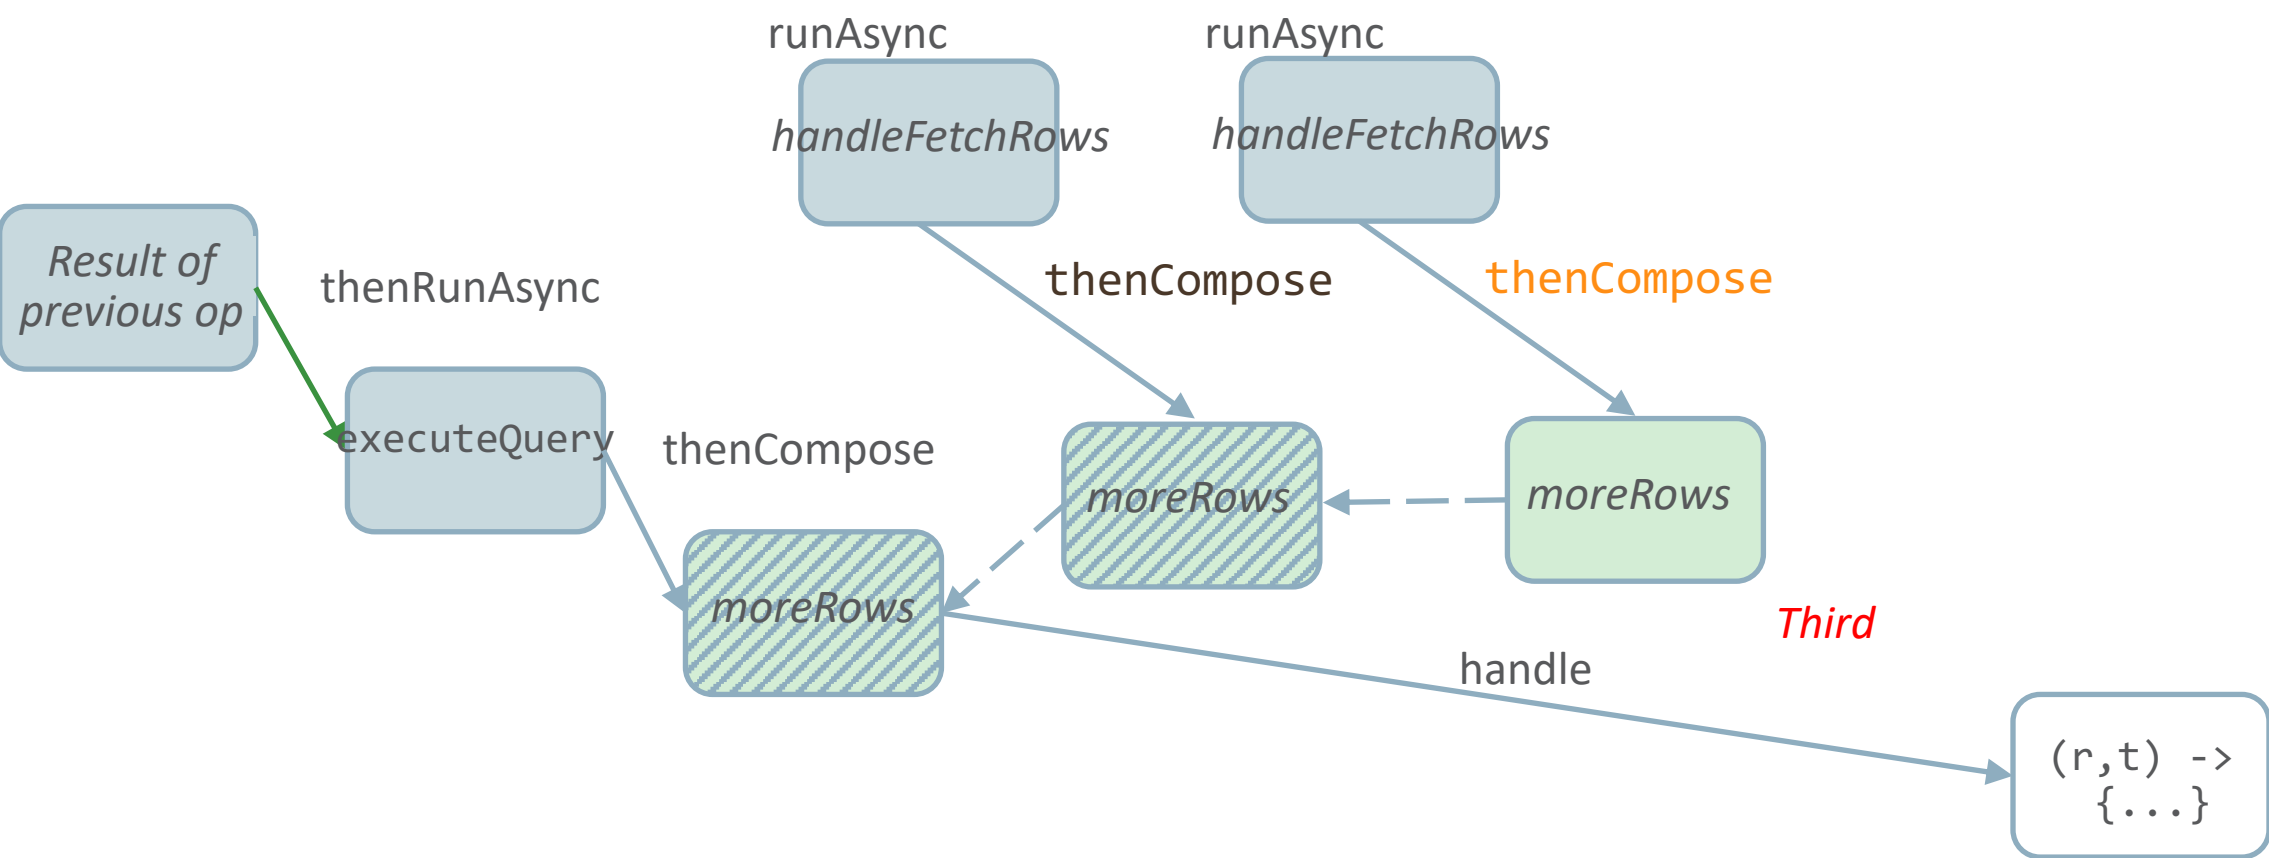 runAsync
runAsync
handleFetchRows
handleFetchRows
Result of
previous op
thenRunAsync
thenCompose
thenCompose
executeQuery
thenCompose
moreRows
moreRows
moreRows
Third
handle
(r,t) ->
{...}